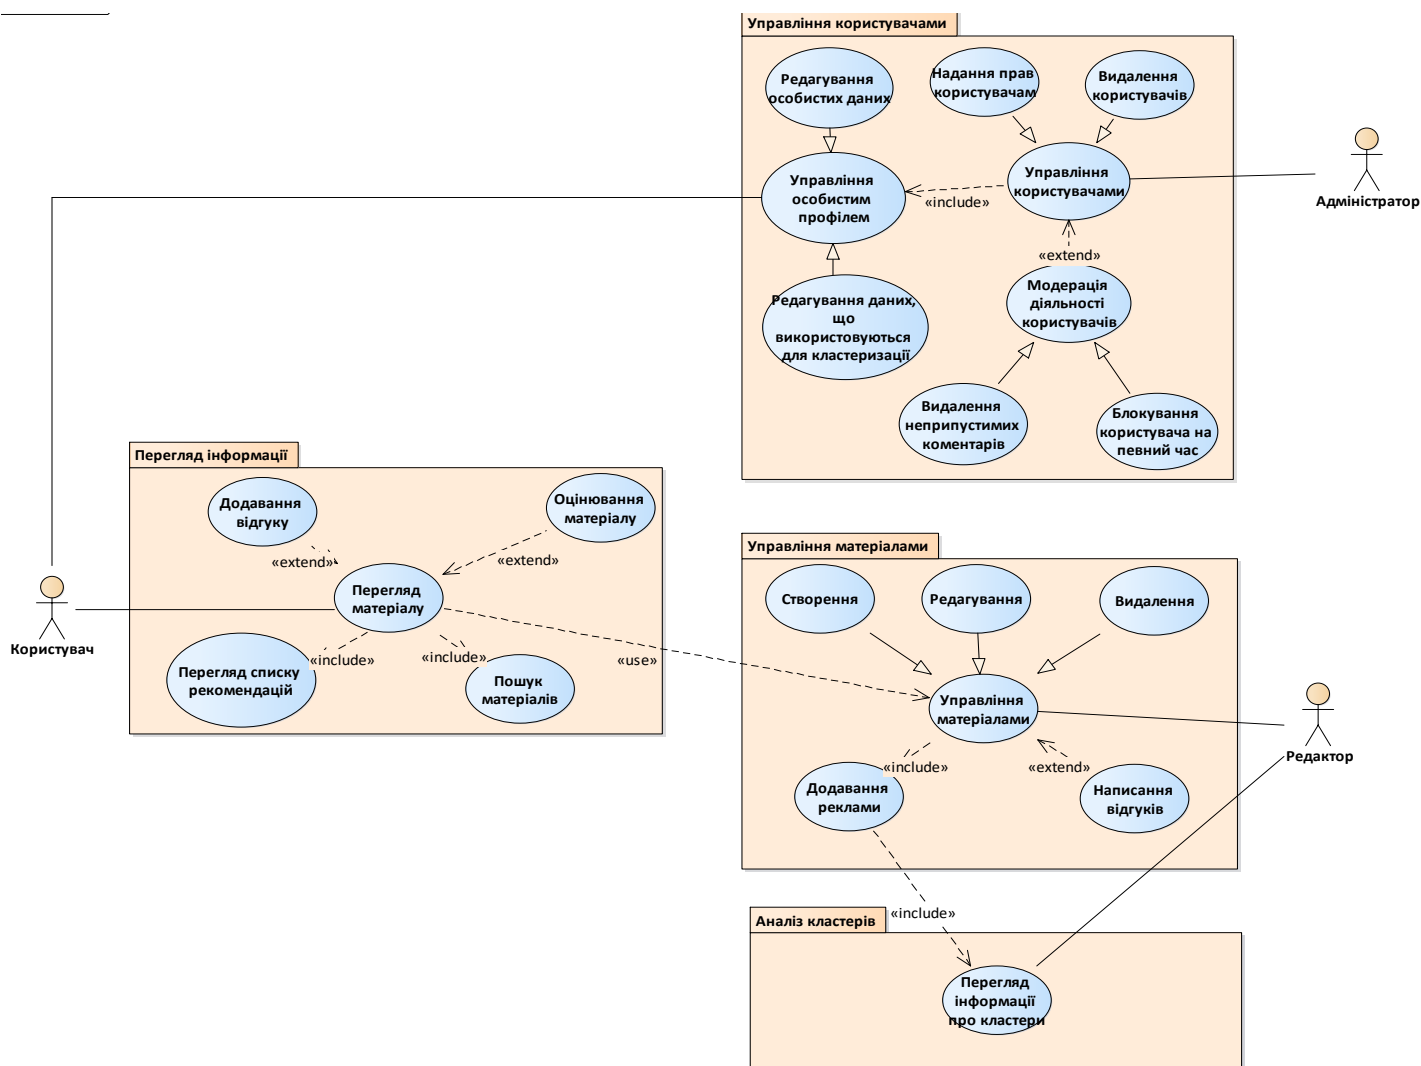 Управління користувачами
Редагування
особистих даних
Надання прав
користувачам
Видалення
користувачів
Управління
особистим
профілем
«include»
Управління
користувачами
Адміністратор
«extend»
Модерація
діяльності
користувачів
Редагування даних,
що
використовуються
для кластеризації
Видалення
неприпустимих
коментарів
Блокування
користувача на
певний час
Перегляд інформації
Додавання
відгуку
Оцінювання
матеріалу
«extend»
«extend»
Перегляд
матеріалу
Користувач
«include»
«include»
«use»
Перегляд списку
рекомендацій
Пошук
матеріалів
Управління матеріалами
Створення
Редагування
Видалення
Управління
матеріалами
Редактор
«include»
«extend»
Додавання
реклами
Написання
відгуків
«include»
Аналіз кластерів
Перегляд
інформації
про кластери